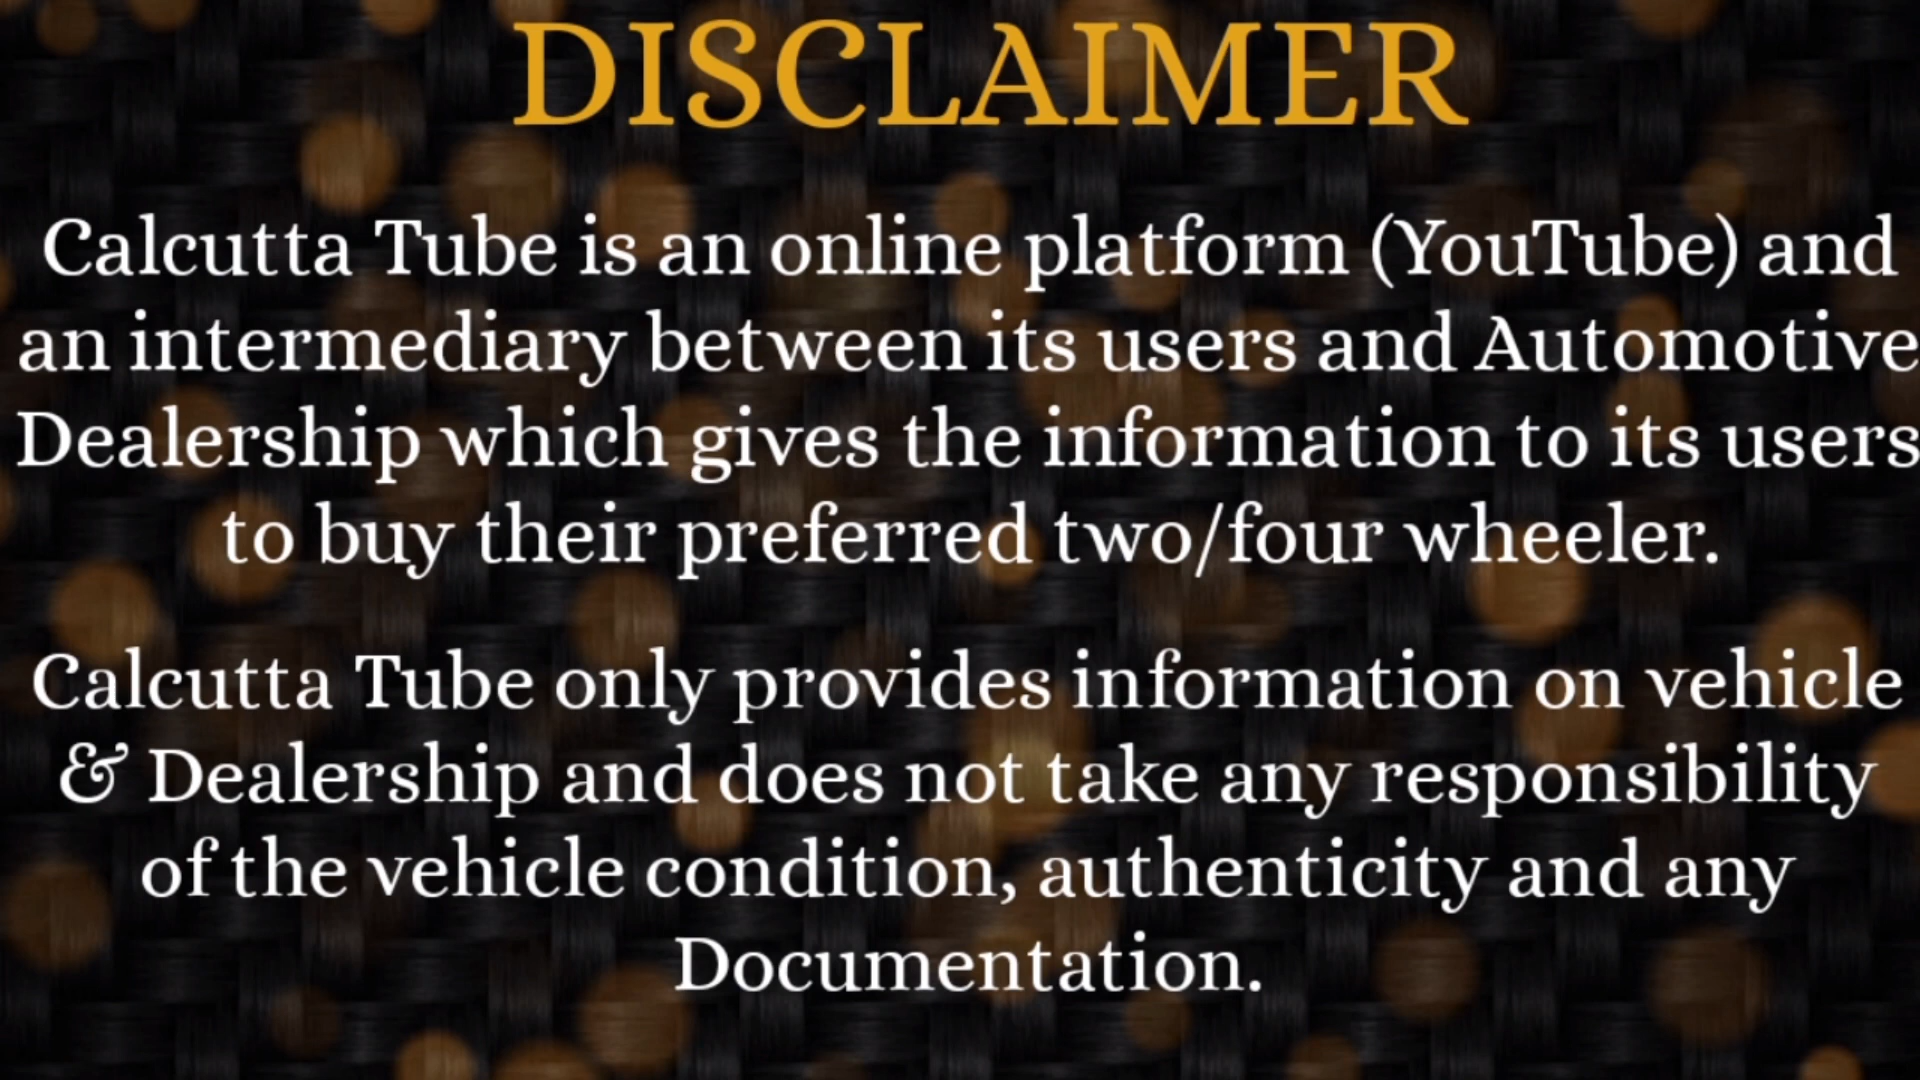 DISCLAIMER
Calcutta Tube is an online platform (YouTube) and
an intermediary between its users and Automotive
Dealership which gives the information to its users
to buy their preferred two/four wheeler.
Calcutta Tube only provides information on vehicle
& Dealership and does not take any responsibility
of the vehicle condition, authenticity and any
Documentation.